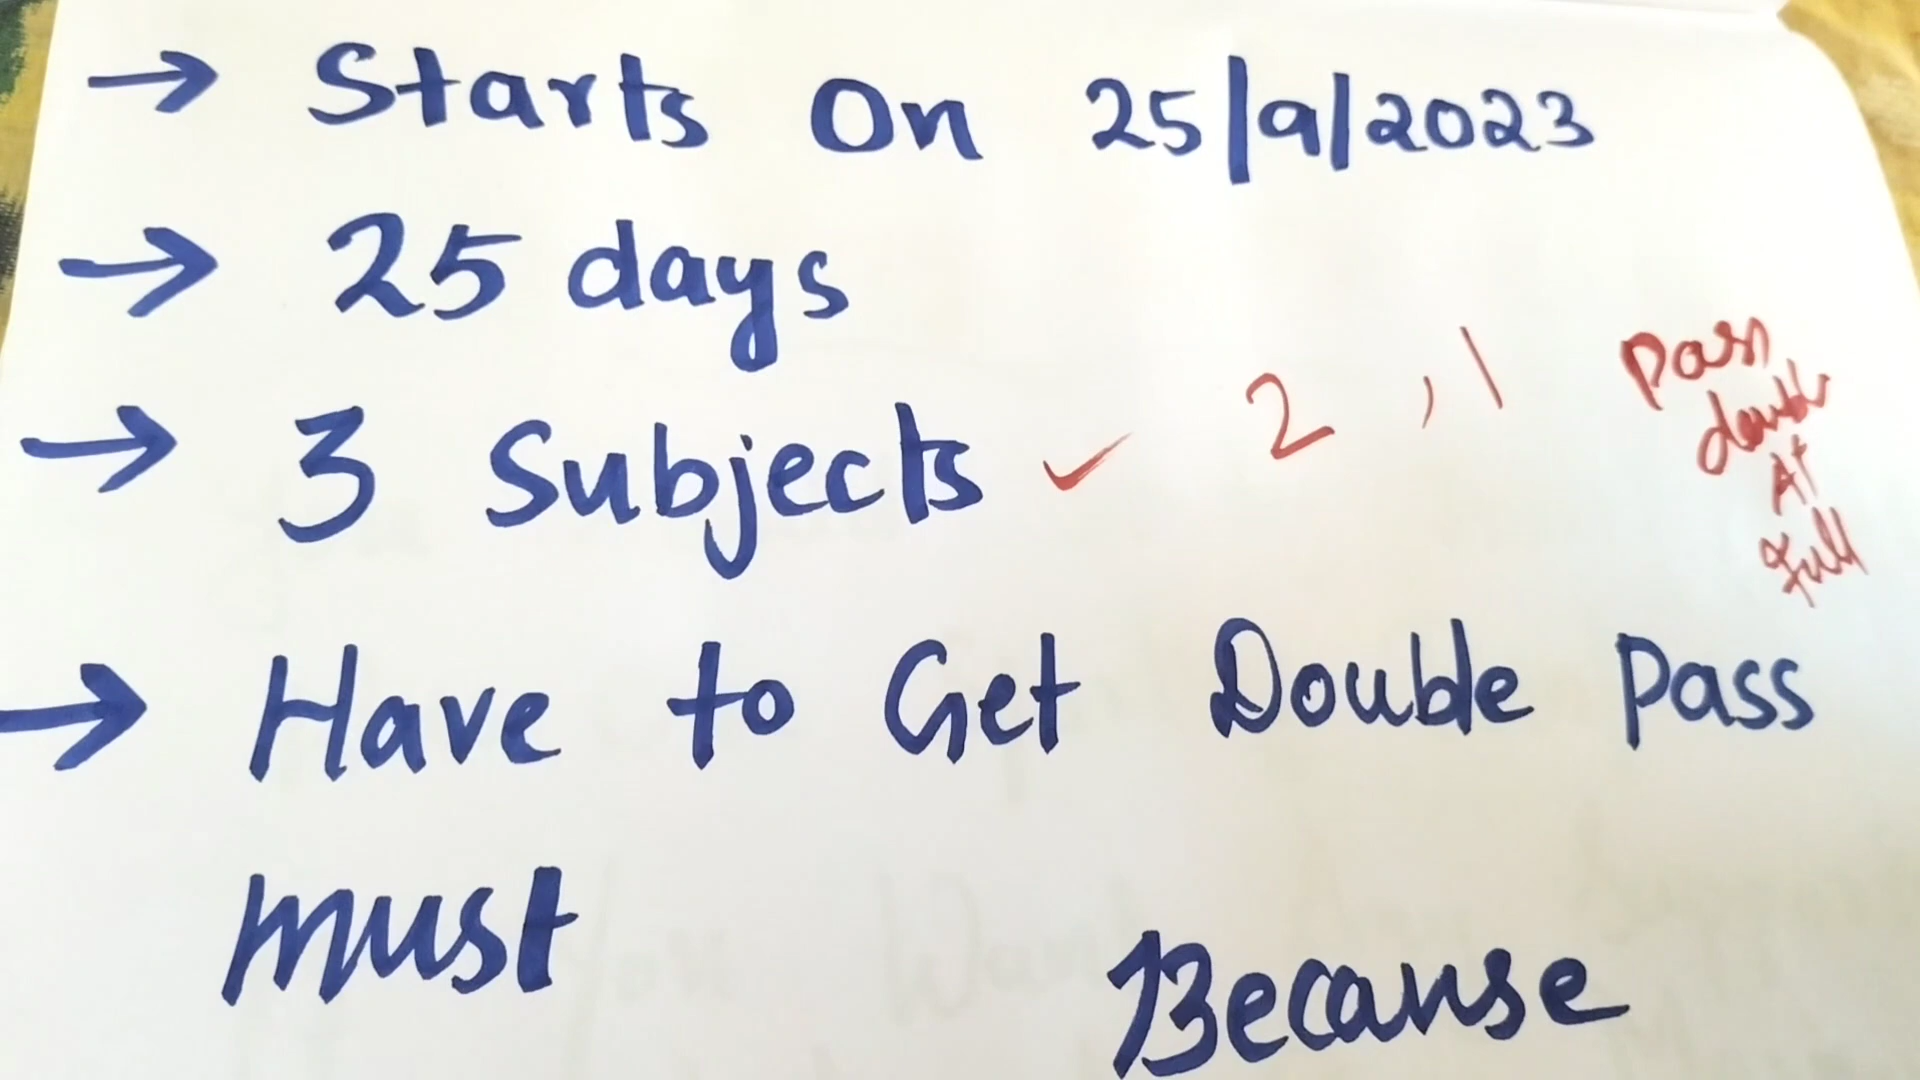 → Starts On 25/9/2023
→ 25 days
→ 3 Subjects ✓ 2 , 1
Pass
double
At
full
→ Have to Get Double Pass
must
Because